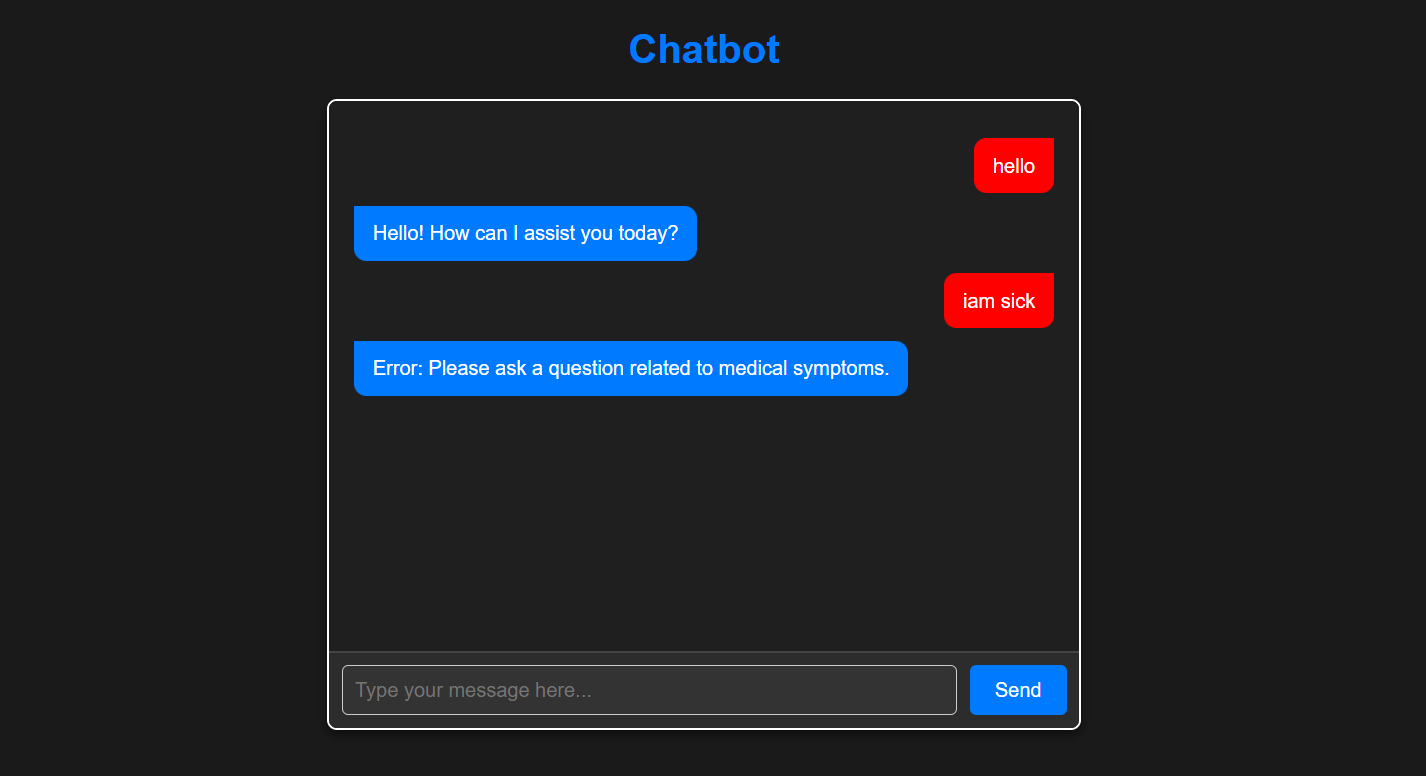 Chatbot
hello
Hello! How can I assist you today?
iam sick
Error: Please ask a question related to medical symptoms.
Type your message here...
Send